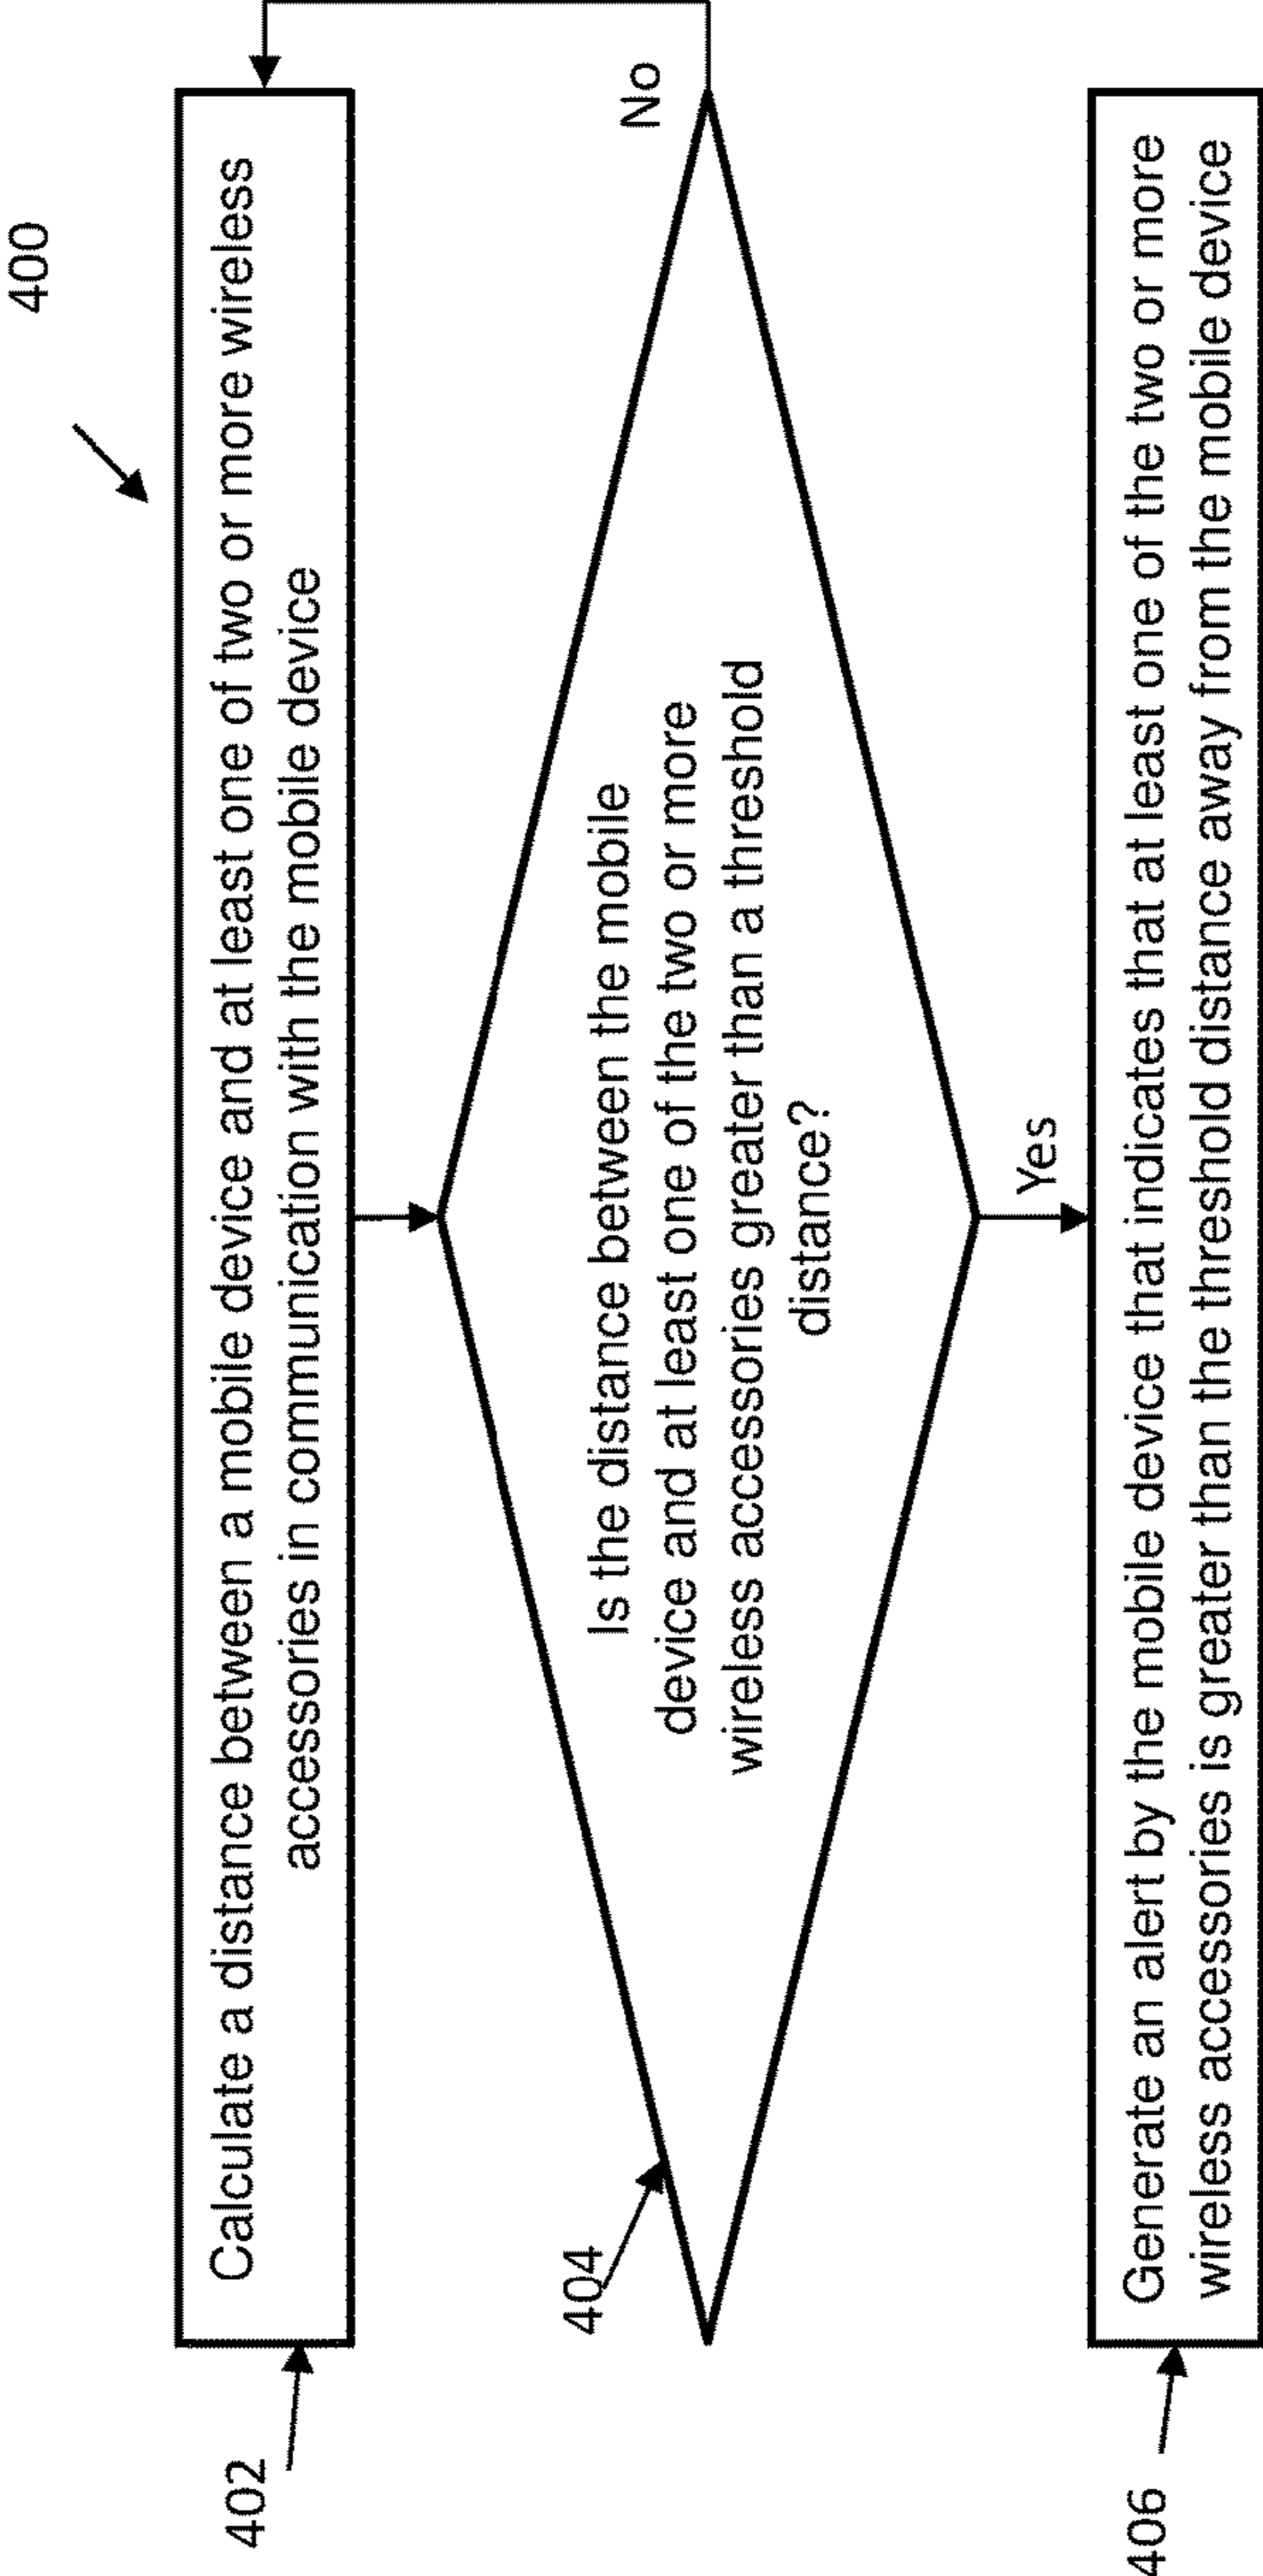 400
402
Calculate a distance between a mobile device and at least one of two or more wireless
accessories in communication with the mobile device
404
Is the distance between the mobile
device and at least one of the two or more
wireless accessories greater than a threshold
distance?
No
Yes
406
Generate an alert by the mobile device that indicates that at least one of the two or more
wireless accessories is greater than the threshold distance away from the mobile device